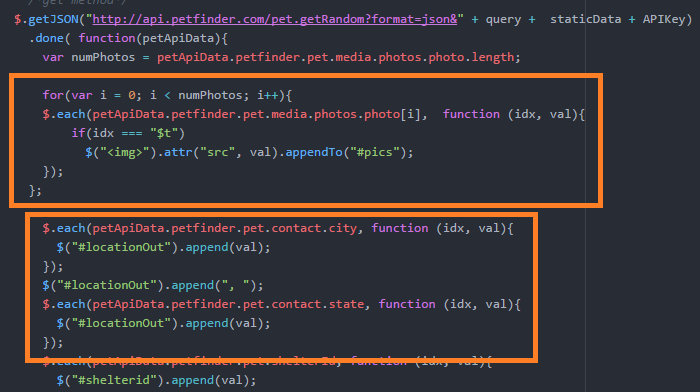 /*get method*/
$.getJSON("http://api.petfinder.com/pet.getRandom?format=json&" + query +  staticData + APIKey)
.done( function(petApiData){
var numPhotos = petApiData.petfinder.pet.media.photos.photo.length;
for(var i = 0; i < numPhotos; i++){
$.each(petApiData.petfinder.pet.media.photos.photo[i],  function (idx, val){
if(idx === "$t")
$("<img>").attr("src", val).appendTo("#pics");
});
};
$.each(petApiData.petfinder.pet.contact.city, function (idx, val){
$("#locationOut").append(val);
});
$("#locationOut").append(", ");
$.each(petApiData.petfinder.pet.contact.state, function (idx, val){
$("#locationOut").append(val);
});
$.each(petApiData.petfinder.pet.shelterId, function (idx, val){
$("#shelterid").append(val);